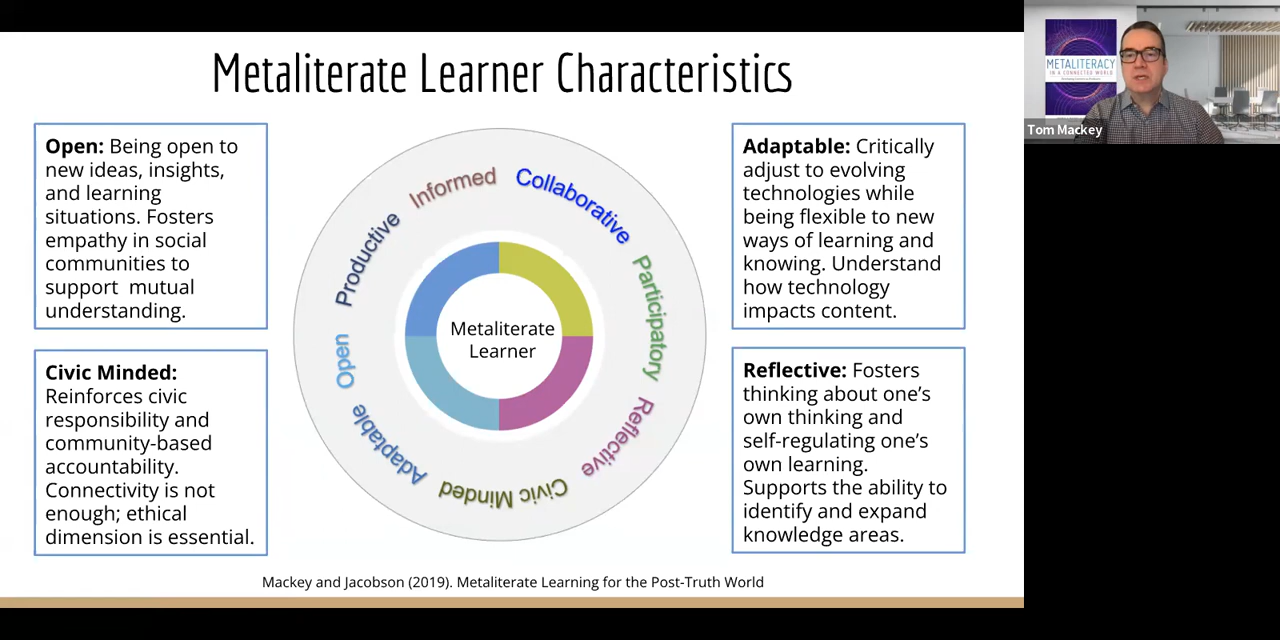 Metaliterate Learner Characteristics
Open: Being open to
new ideas, insights,
and learning
situations. Fosters
empathy in social
communities to
support mutual
understanding.
Civic Minded:
Reinforces civic
responsibility and
community-based
accountability.
Connectivity is not
enough; ethical
dimension is essential.
Informed
Collaborative
Participatory
Reflective
Civic Minded
Adaptable
Open
Productive
Metaliterate
Learner
Adaptable: Critically
adjust to evolving
technologies while
being flexible to new
ways of learning and
knowing. Understand
how technology
impacts content.
Reflective: Fosters
thinking about one's
own thinking and
self-regulating one's
own learning.
Supports the ability to
identify and expand
knowledge areas.
Mackey and Jacobson (2019). Metaliterate Learning for the Post-Truth World
METALITERACY
IN A CONNECTED WORLD
Tom Mackey